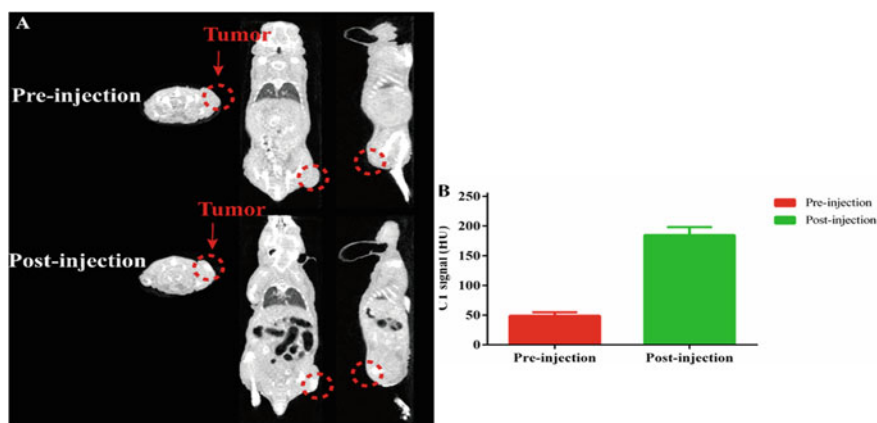 A
Tumor
Pre-injection
Tumor
Post-injection
B
CT signal (HU)
250
200
150
100
50
0
Pre-injection
Post-injection
Pre-injection
Post-injection